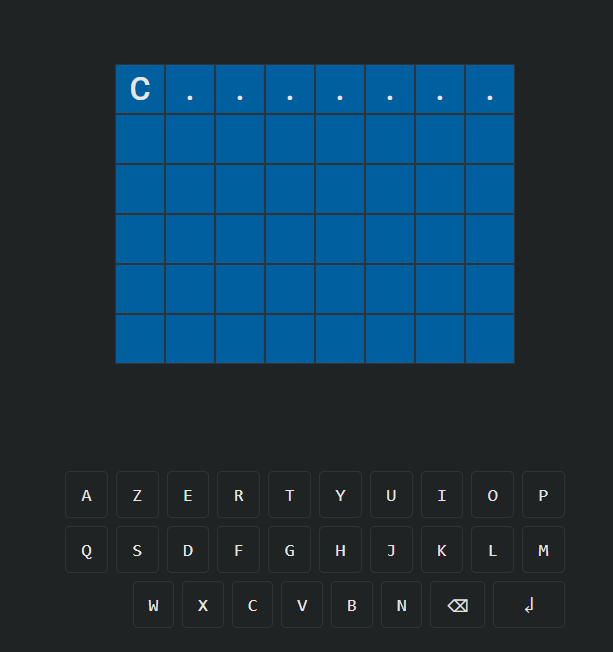 C . . . . . . .
A Z E R T Y U I O P
Q S D F G H J K L M
W X C V B N ⌫ ↲